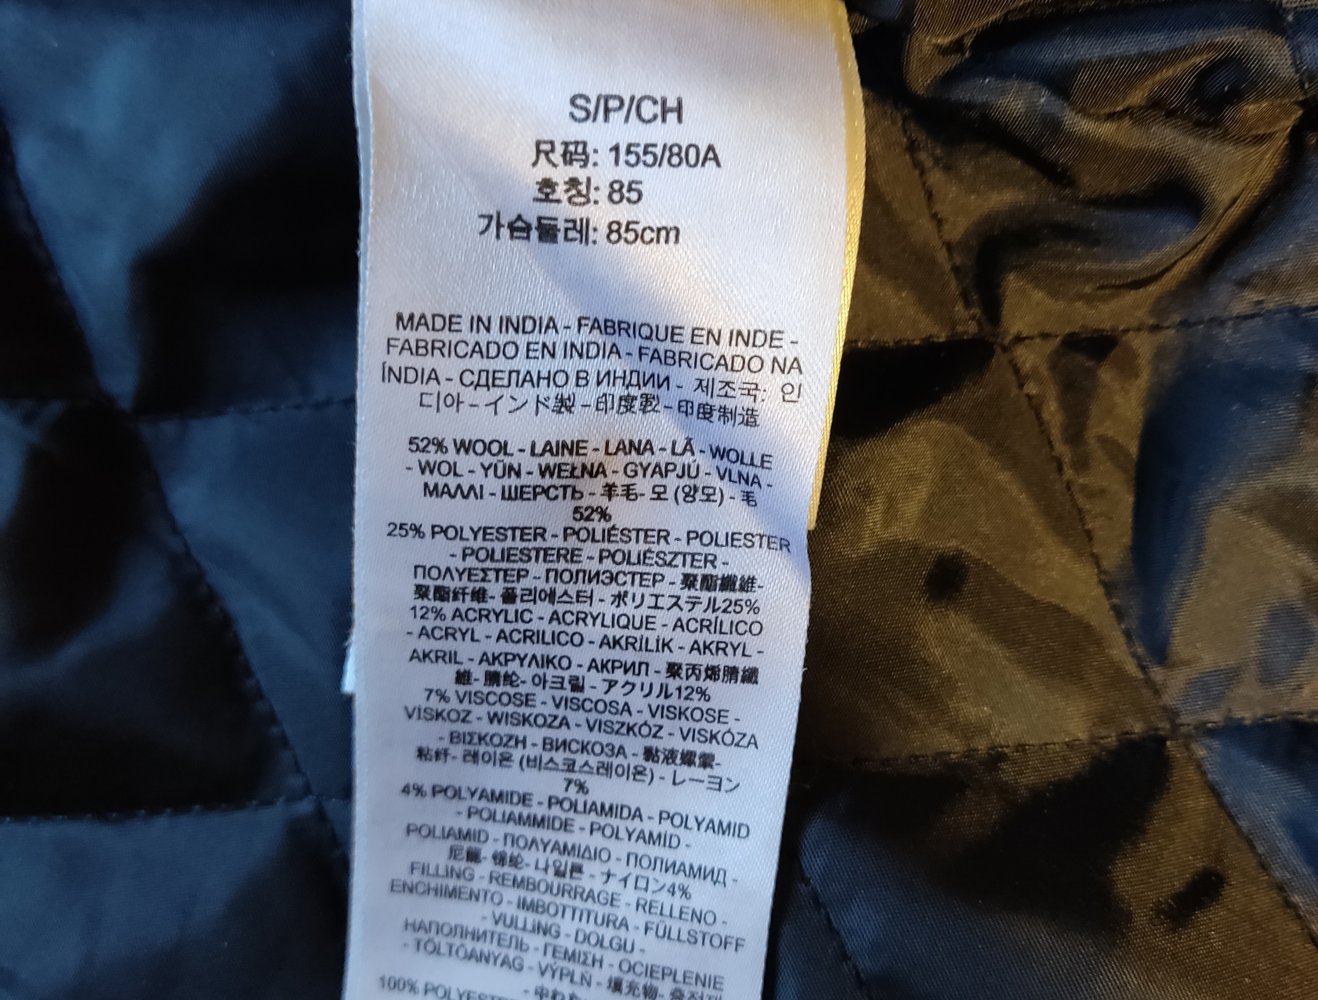 S/P/CH
尺码: 155/80A
호칭: 85
가슴둘레: 85cm
MADE IN INDIA - FABRIQUE EN INDE -
FABRICADO EN INDIA - FABRICADO NA
ÍNDIA - СДЕЛАНО В ИНДИИ - 제조국: 인
디아 - インド製 - 印度製 - 印度制造
52% WOOL - LAINE - LANA - LÃ - WOLLE
- WOL - YÜN - WEŁNA - GYAPJÚ - VLNA -
ΜΑΛΛΙ - ШЕРСТЬ - 羊毛- 모 (양모) - 毛
52%
25% POLYESTER - POLIÉSTER - POLIESTER
- POLIESTERE - POLIÉSZTER -
ΠΟΛΥΕΣΤΕΡ - ПОЛИЭСТЕР - 聚酯纖維-
聚酯纤维- 폴리에스터 - ポリエステル25%
12% ACRYLIC - ACRYLIQUE - ACRÍLICO
- ACRYL - ACRILICO - AKRİLİK - AKRYL -
AKRIL - ΑΚΡΥΛΙΚΟ - АКРИЛ - 聚丙烯腈纖
維- 腈纶- 아크릴 - アクリル12%
7% VISCOSE - VISCOSA - VISKOSE -
VİSKOZ - WISKOZA - VISZKÓZ - VISKÓZA
- ΒΙΣΚΟΖΗ - ВИСКОЗА - 黏液螺縈-
粘纤- 레이온 (비스코스레이온) - レーヨン
7%
4% POLYAMIDE - POLIAMIDA - POLYAMID
- POLIAMMIDE - POLYAMİD -
POLIAMID - ΠΟΛΥΑΜΙΔΙΟ - ПОЛИАМИД -
尼龍- 锦纶- 나일론 - ナイロン4%
FILLING - REMBOURRAGE - RELLENO -
ENCHIMENTO - IMBOTTITURA - FÜLLSTOFF
- VULLING - DOLGU -
НАПОЛНИТЕЛЬ - ΓΕΜΙΣΗ - OCIEPLENIE
- TÖLTŐANYAG - VÝPLŇ - 填充物-
100% POLYESTER